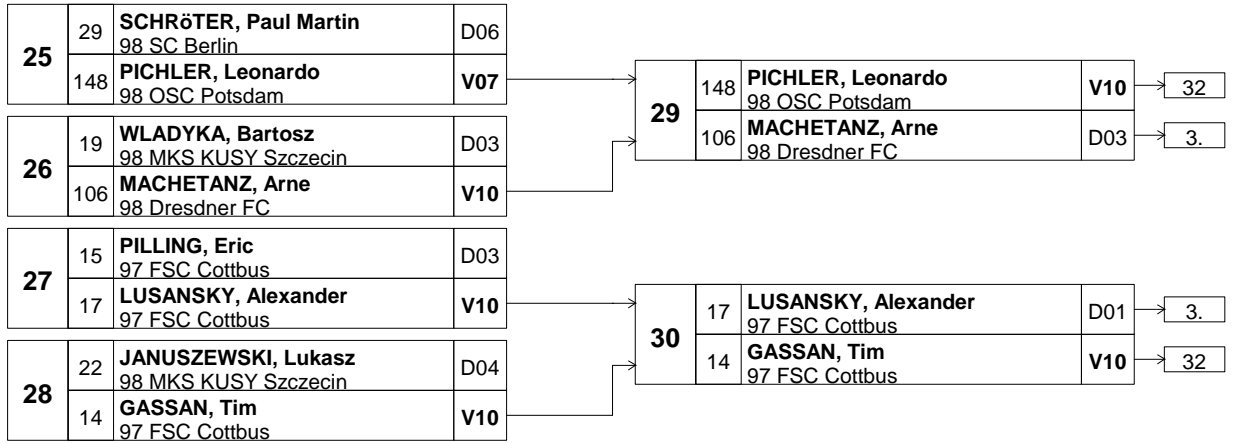 25
29
SCHRöTER, Paul Martin
98 SC Berlin
D06
148
PICHLER, Leonardo
98 OSC Potsdam
V07
26
19
WLADYKA, Bartosz
98 MKS KUSY Szczecin
D03
106
MACHETANZ, Arne
98 Dresdner FC
V10
27
15
PILLING, Eric
97 FSC Cottbus
D03
17
LUSANSKY, Alexander
97 FSC Cottbus
V10
28
22
JANUSZEWSKI, Lukasz
98 MKS KUSY Szczecin
D04
14
GASSAN, Tim
97 FSC Cottbus
V10
29
148
PICHLER, Leonardo
98 OSC Potsdam
V10
32
106
MACHETANZ, Arne
98 Dresdner FC
D03
3.
30
17
LUSANSKY, Alexander
97 FSC Cottbus
D01
3.
14
GASSAN, Tim
97 FSC Cottbus
V10
32